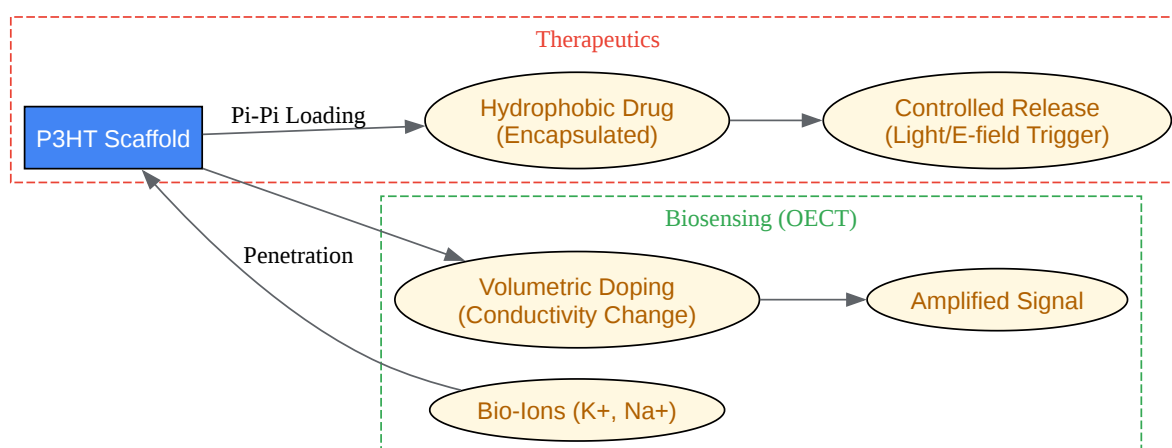 Therapeutics
P3HT Scaffold
Pi-Pi Loading
Hydrophobic Drug
(Encapsulated)
Controlled Release
(Light/E-field Trigger)
Biosensing (OECT)
Penetration
Volumetric Doping
(Conductivity Change)
Amplified Signal
Bio-Ions (K+, Na+)